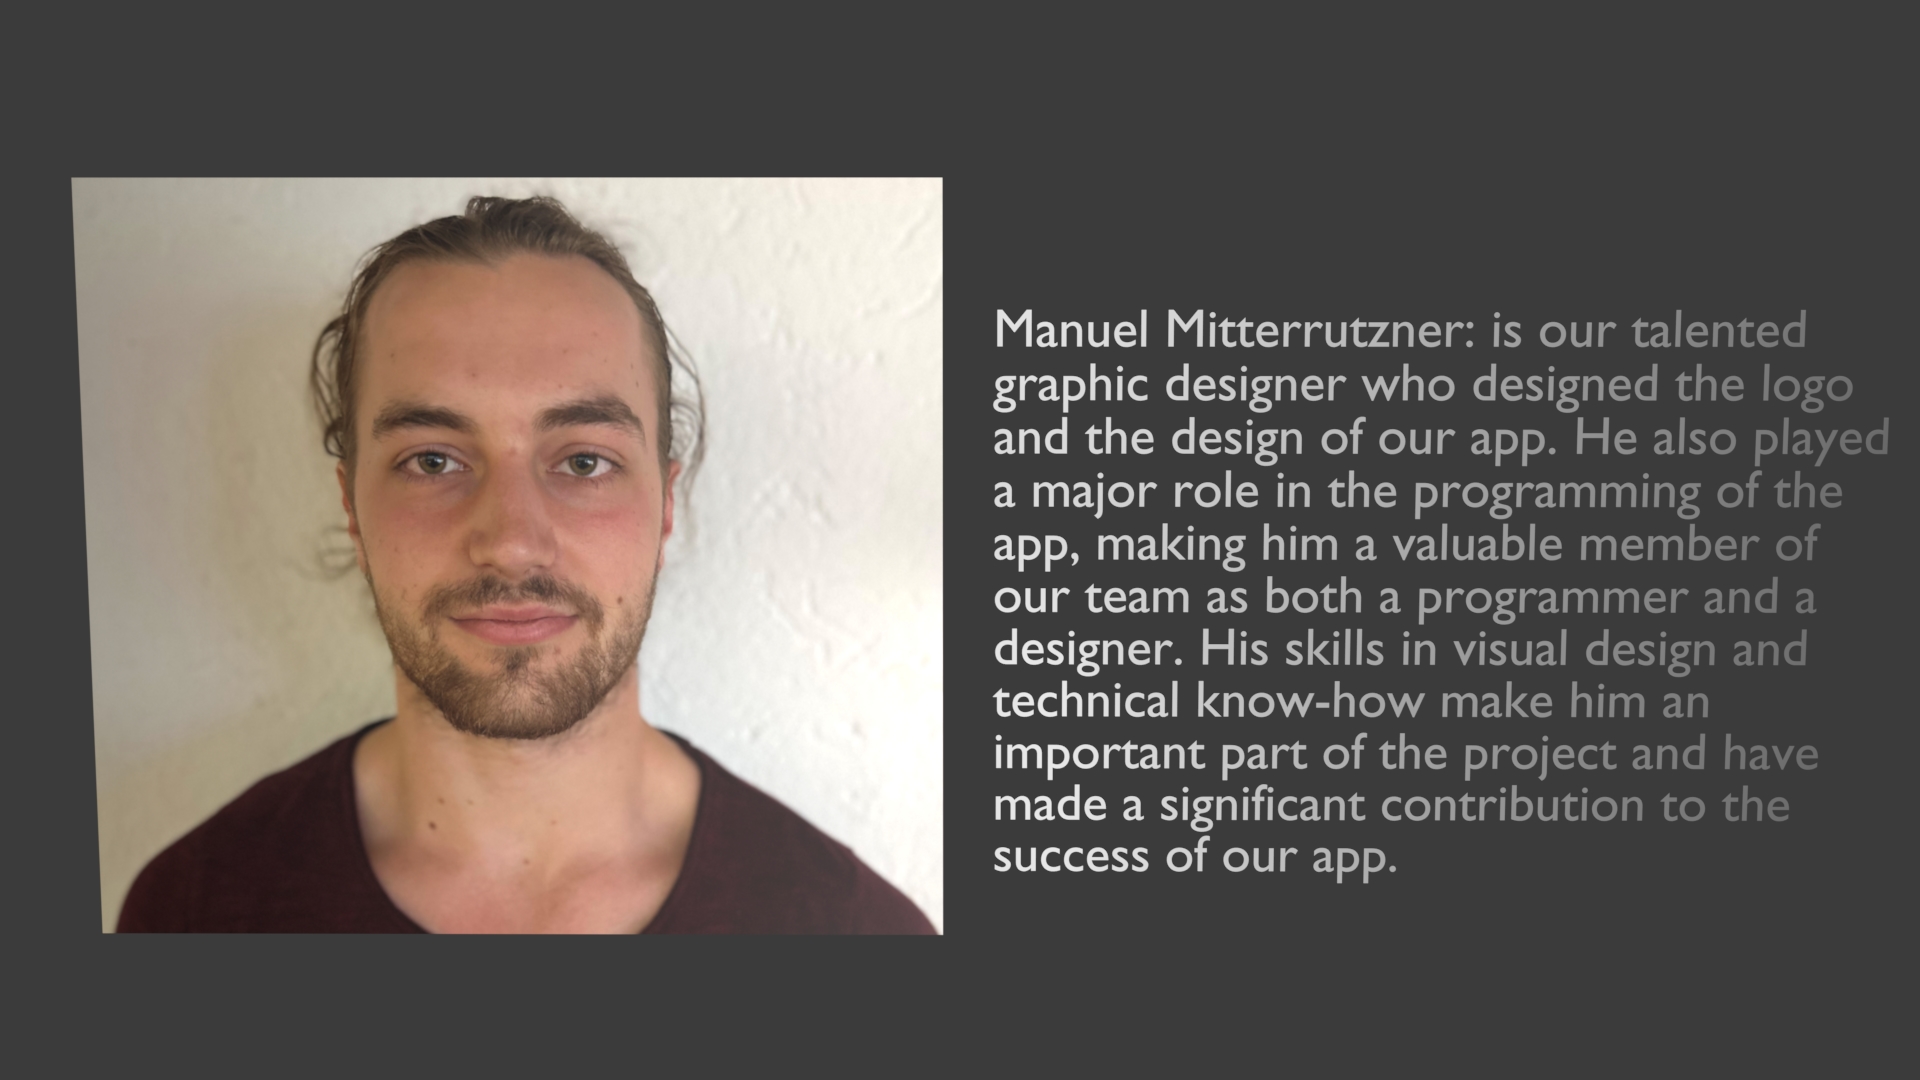 Manuel Mitterrutzner: is our talented
graphic designer who designed the logo
and the design of our app. He also played
a major role in the programming of the
app, making him a valuable member of
our team as both a programmer and a
designer. His skills in visual design and
technical know-how make him an
important part of the project and have
made a significant contribution to the
success of our app.